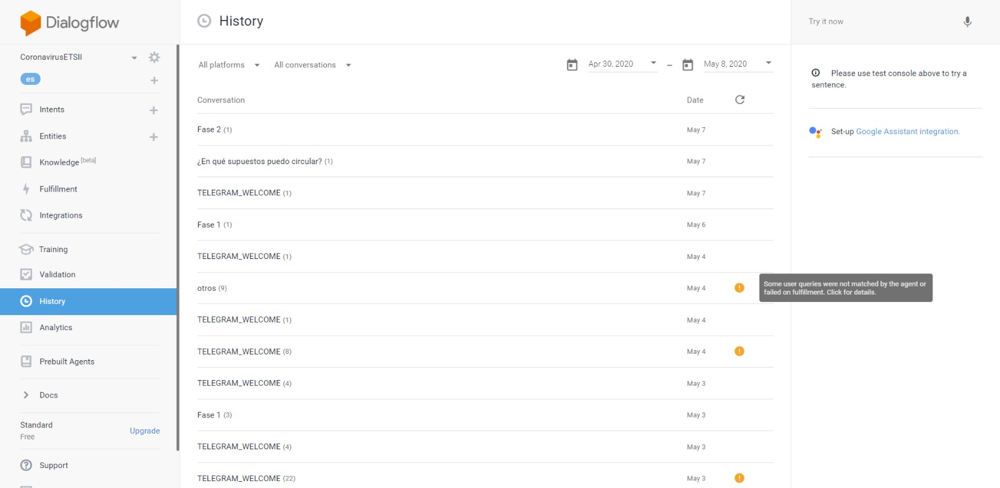 Dialogflow
CoronavirusETSII
es
Intents
Entities
Knowledge [beta]
Fulfillment
Integrations
Training
Validation
History
Analytics
Prebuilt Agents
Docs
Standard
Free
Upgrade
Support
History
All platforms
All conversations
Apr 30, 2020
–
May 8, 2020
Conversation
Date
Fase 2 (1)
May 7
¿En qué supuestos puedo circular? (1)
May 7
TELEGRAM_WELCOME (1)
May 7
Fase 1 (1)
May 6
TELEGRAM_WELCOME (1)
May 4
otros (9)
May 4
Some user queries were not matched by the agent or
failed on fulfillment. Click for details.
TELEGRAM_WELCOME (1)
May 4
TELEGRAM_WELCOME (8)
May 4
TELEGRAM_WELCOME (4)
May 3
Fase 1 (3)
May 3
TELEGRAM_WELCOME (4)
May 3
TELEGRAM_WELCOME (22)
May 3
Try it now
Please use test console above to try a
sentence.
Set-up Google Assistant integration.